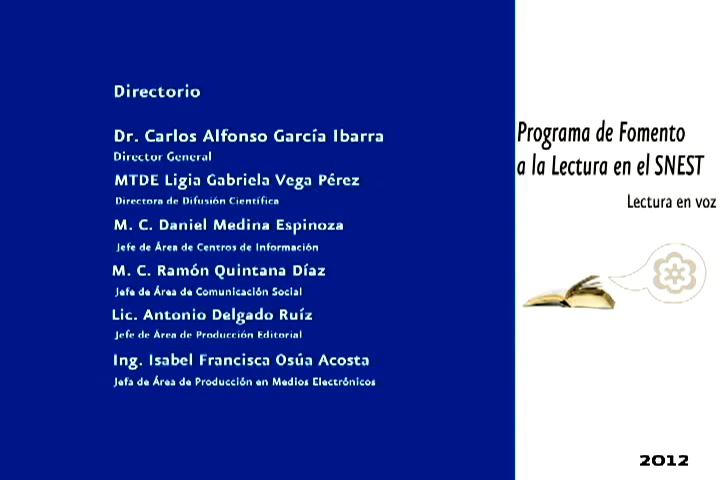 Directorio
Dr. Carlos Alfonso García Ibarra
Director General
MTDE Ligia Gabriela Vega Pérez
Directora de Difusión Científica
M. C. Daniel Medina Espinoza
Jefe de Área de Centros de Información
M. C. Ramón Quintana Díaz
Jefe de Área de Comunicación Social
Lic. Antonio Delgado Ruíz
Jefe de Área de Producción Editorial
Ing. Isabel Francisca Osúa Acosta
Jefa de Área de Producción en Medios Electrónicos
Programa de Fomento
a la Lectura en el SNEST
Lectura en voz
2012